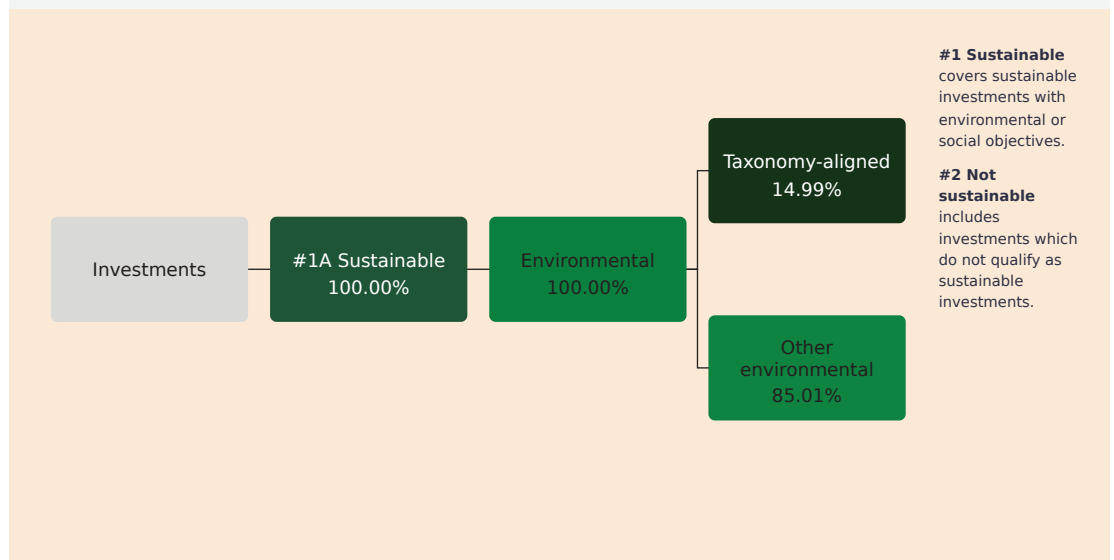 Investments
#1A Sustainable
100.00%
Environmental
100.00%
Taxonomy-aligned
14.99%
Other
environmental
85.01%
#1 Sustainable
covers sustainable
investments with
environmental or
social objectives.
#2 Not
sustainable
includes
investments which
do not qualify as
sustainable
investments.